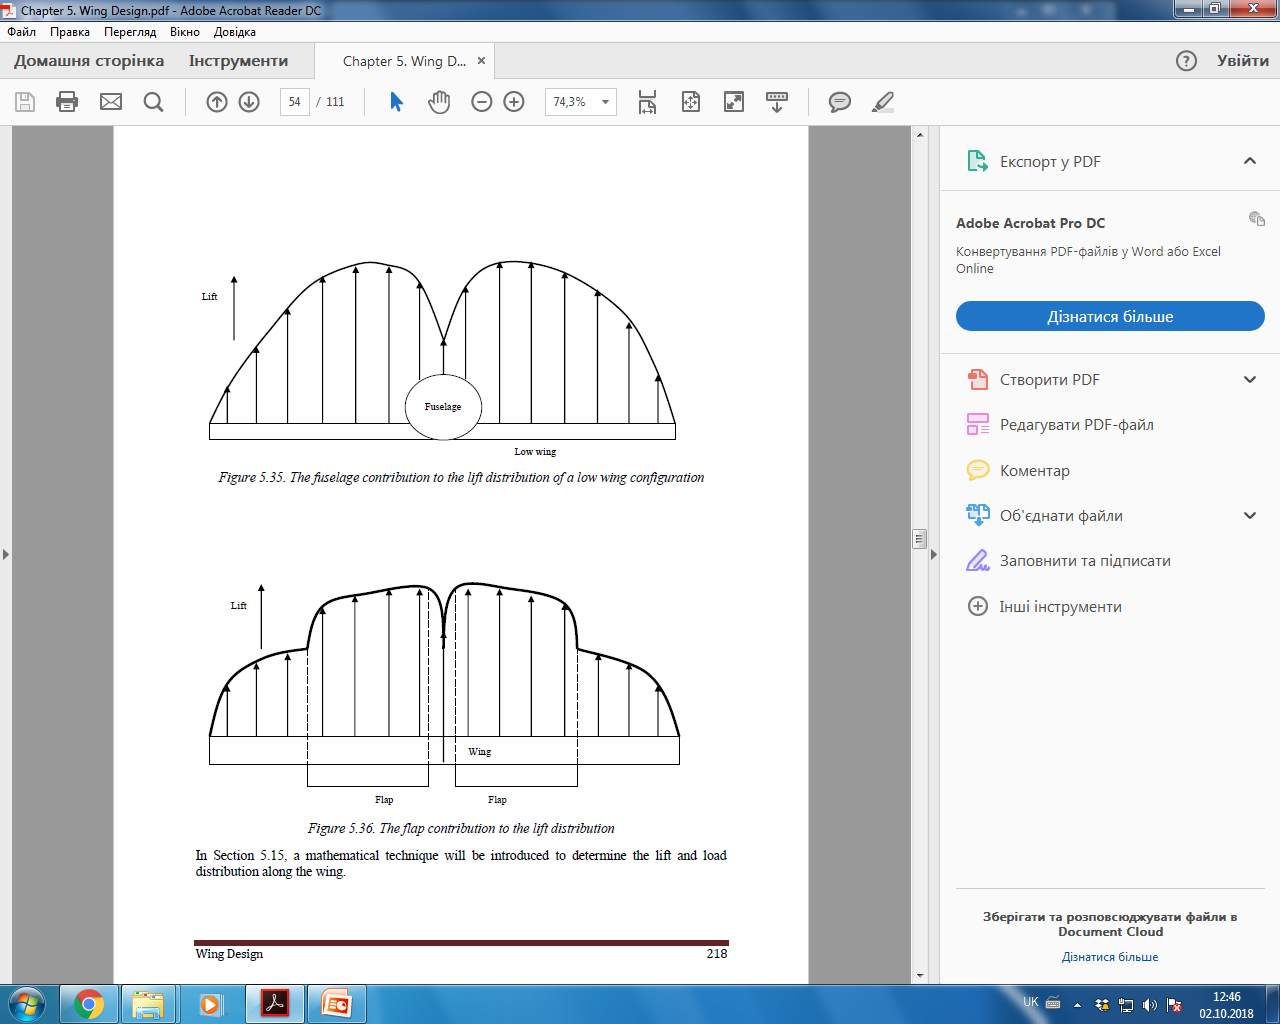 Chapter 5. Wing Design.pdf - Adobe Acrobat Reader DC
Файл Правка Перегляд Вікно Довідка
Домашня сторінка Інструменти Chapter 5. Wing D... × ? Увійти
54 / 111 74,3%
Lift
Fuselage
Low wing
Figure 5.35. The fuselage contribution to the lift distribution of a low wing configuration
Lift
Wing
Flap Flap
Figure 5.36. The flap contribution to the lift distribution
In Section 5.15, a mathematical technique will be introduced to determine the lift and load
distribution along the wing.
Wing Design 218
Експорт у PDF
Adobe Acrobat Pro DC
Конвертування PDF-файлів у Word або Excel
Online
Дізнатися більше
Створити PDF
Редагувати PDF-файл
Коментар
Об'єднати файли
Заповнити та підписати
Інші інструменти
Зберігати та розповсюджувати файли в
Document Cloud
Дізнатися більше
UK 12:46
02.10.2018